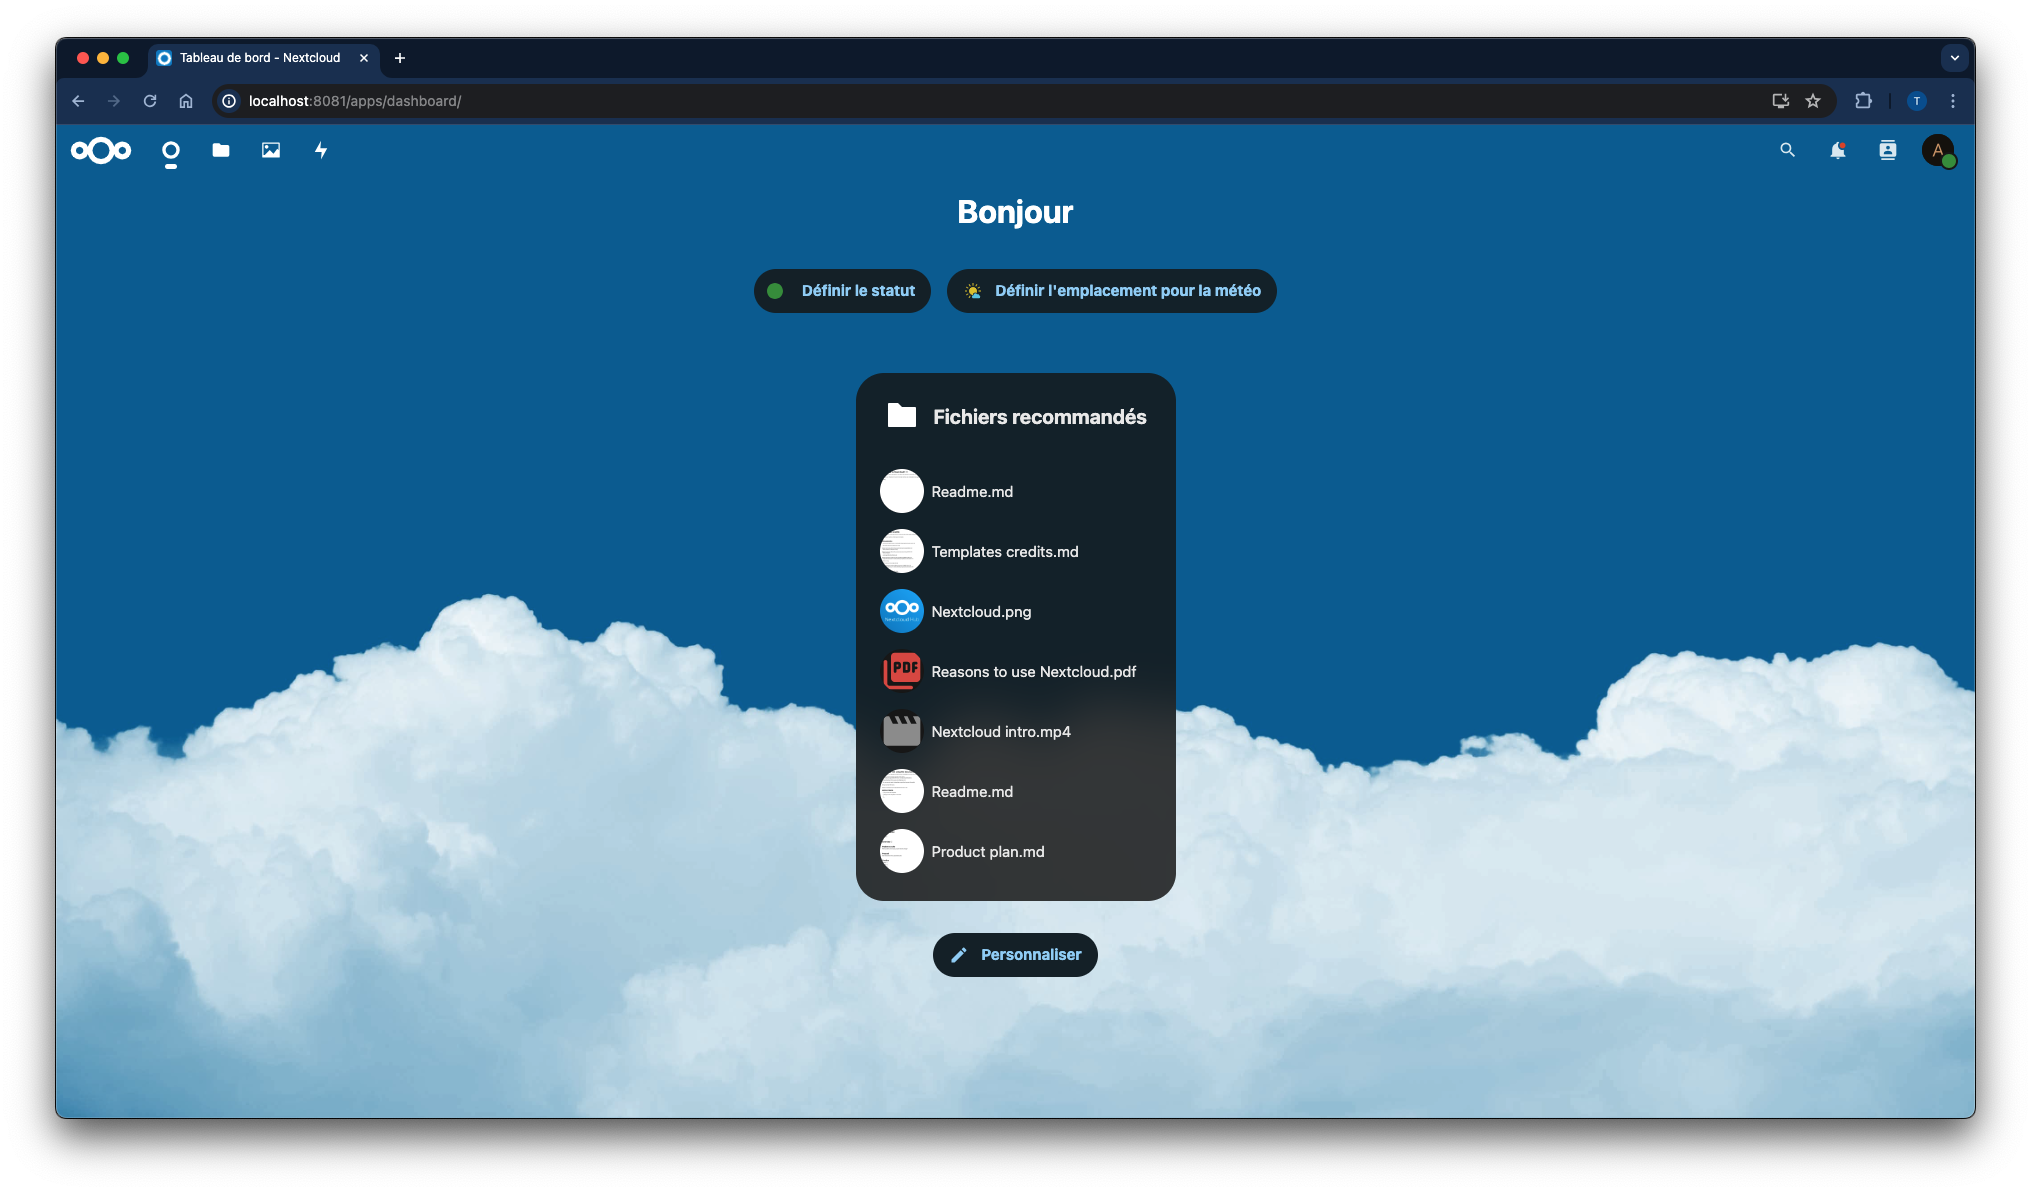 Tableau de bord - Nextcloud
localhost:8081/apps/dashboard/
T
A
Bonjour
Définir le statut
Définir l'emplacement pour la météo
Fichiers recommandés
Readme.md
Templates credits.md
Nextcloud.png
PDF
Reasons to use Nextcloud.pdf
Nextcloud intro.mp4
Readme.md
Product plan.md
Personnaliser